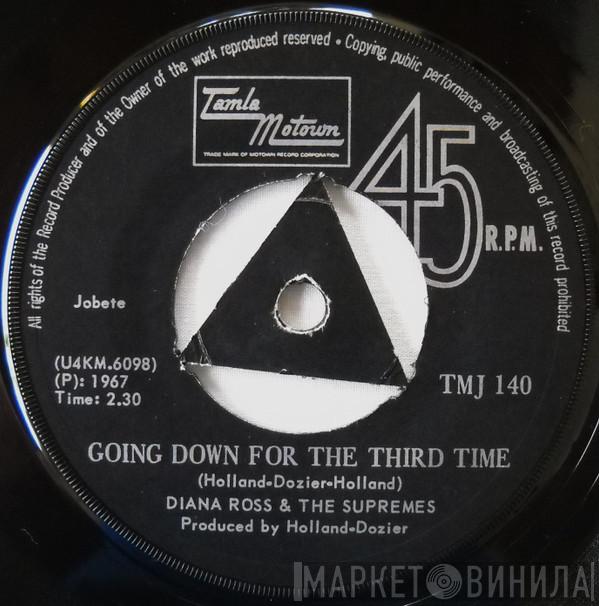 All rights of the Record Producer and of the Owner of the work reproduced reserved • Copying, public performance and broadcasting of this record prohibited
Tamla
Motown
TRADE MARK OF MOTOWN RECORD CORPORATION
45
R.P.M.
Jobete
(U4KM.6098)
(P): 1967
Time: 2.30
TMJ 140
GOING DOWN FOR THE THIRD TIME
(Holland-Dozier-Holland)
DIANA ROSS & THE SUPREMES
Produced by Holland-Dozier
МАРКЕТ ВИНИЛА